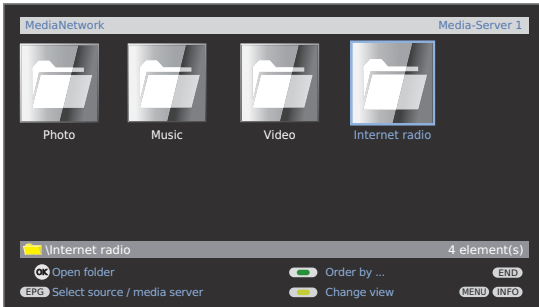 MediaNetwork Media-Server 1
Photo Music Video Internet radio
\Internet radio 4 element(s)
OK Open folder Order by ... END
EPG Select source / media server Change view MENU INFO